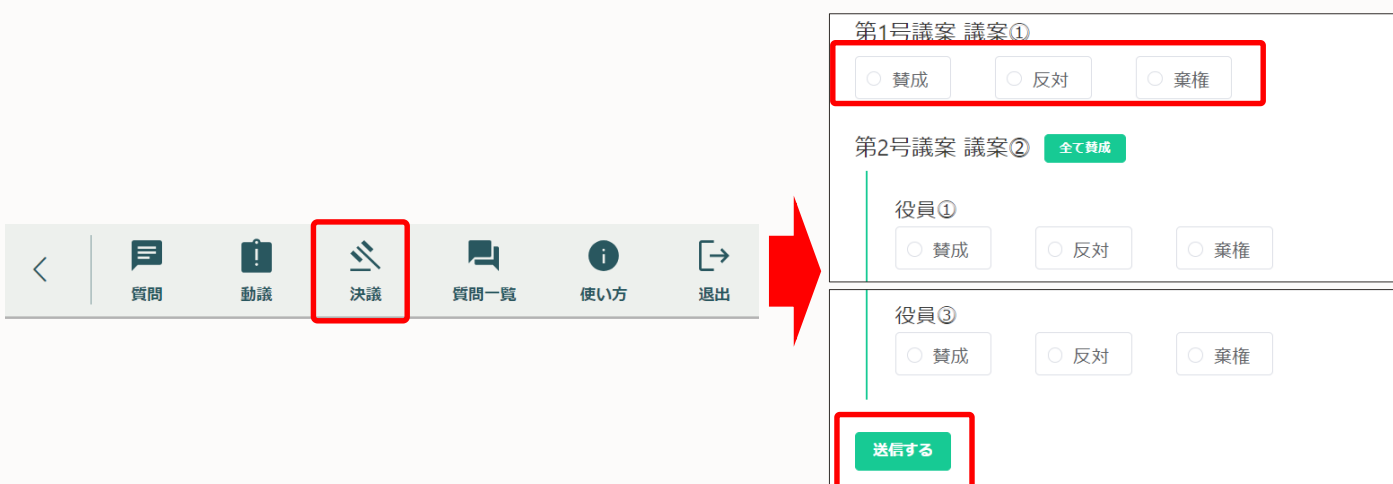 質問 動議 決議 質問一覧 使い方 退出
第1号議案 議案①
賛成 反対 棄権
第2号議案 議案② 全て賛成
役員①
賛成 反対 棄権
役員③
賛成 反対 棄権
送信する